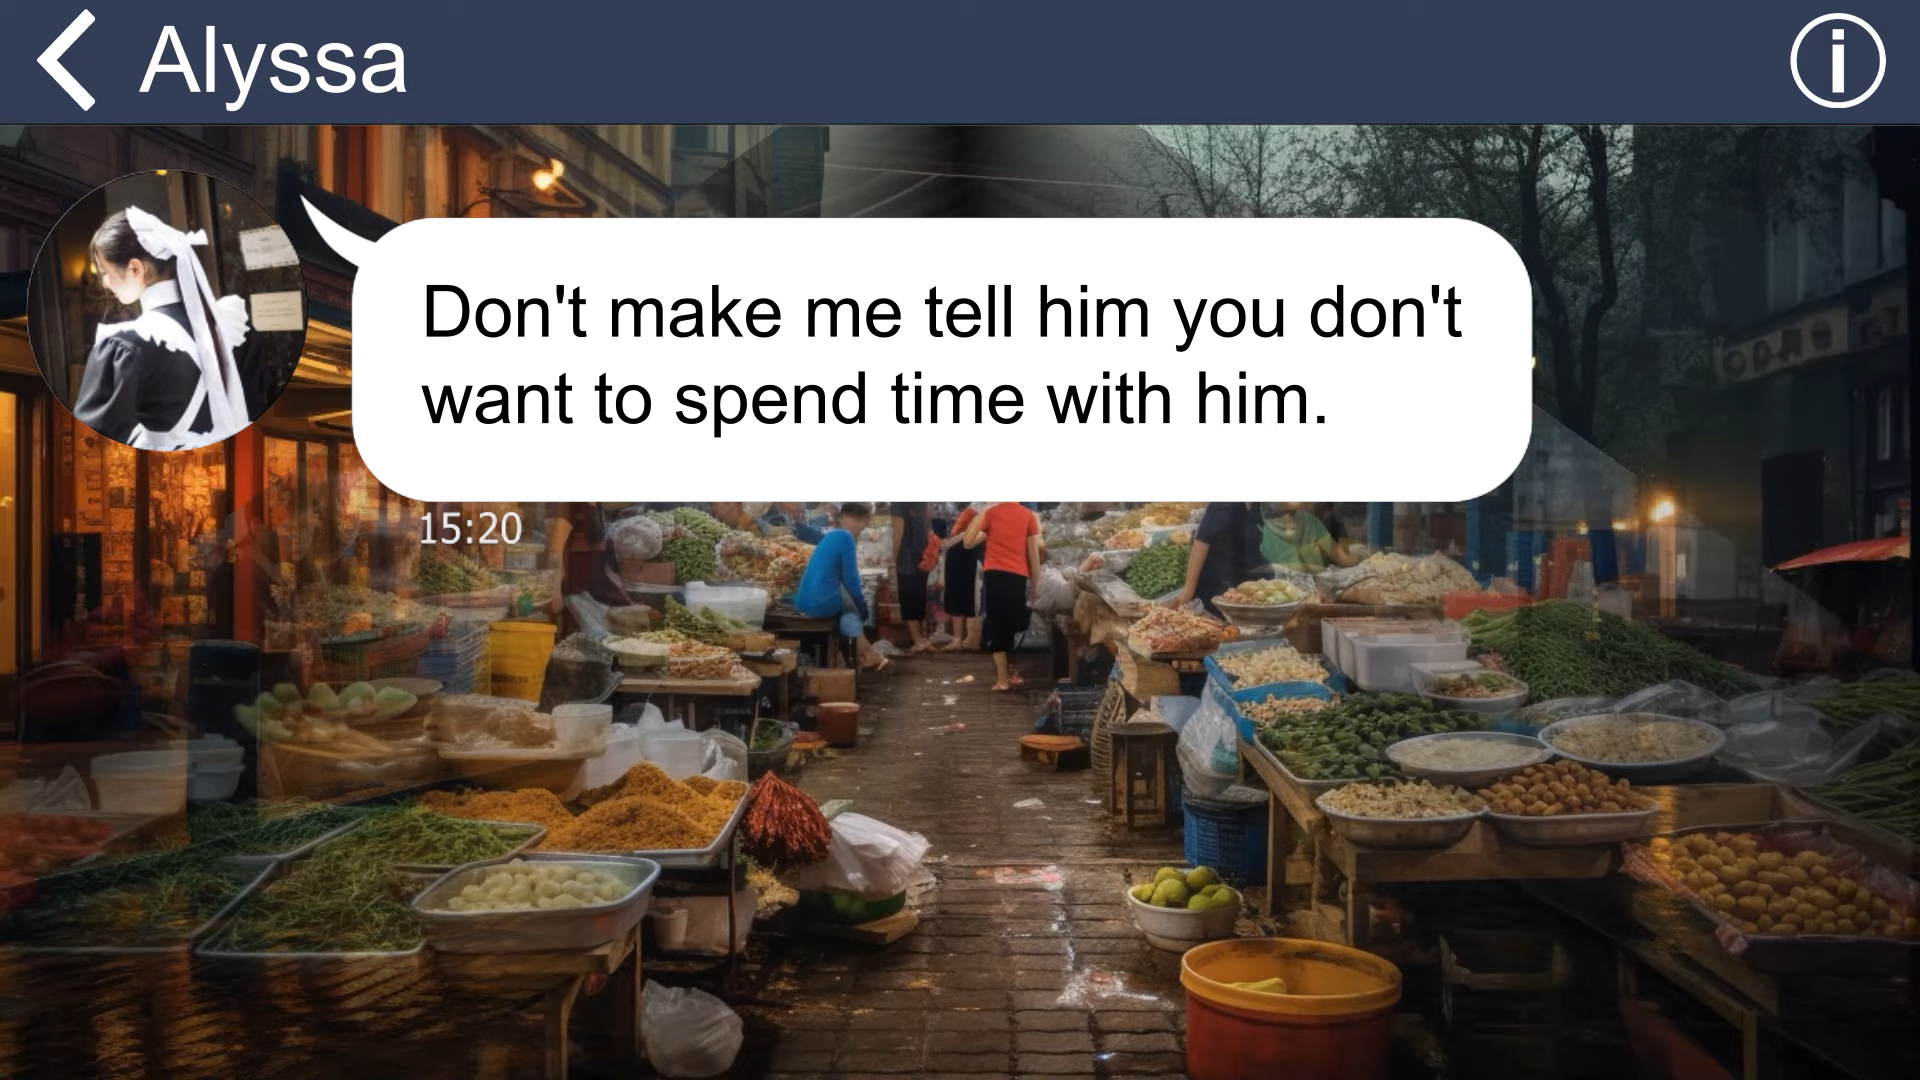 Alyssa
Don't make me tell him you don't
want to spend time with him.
15:20